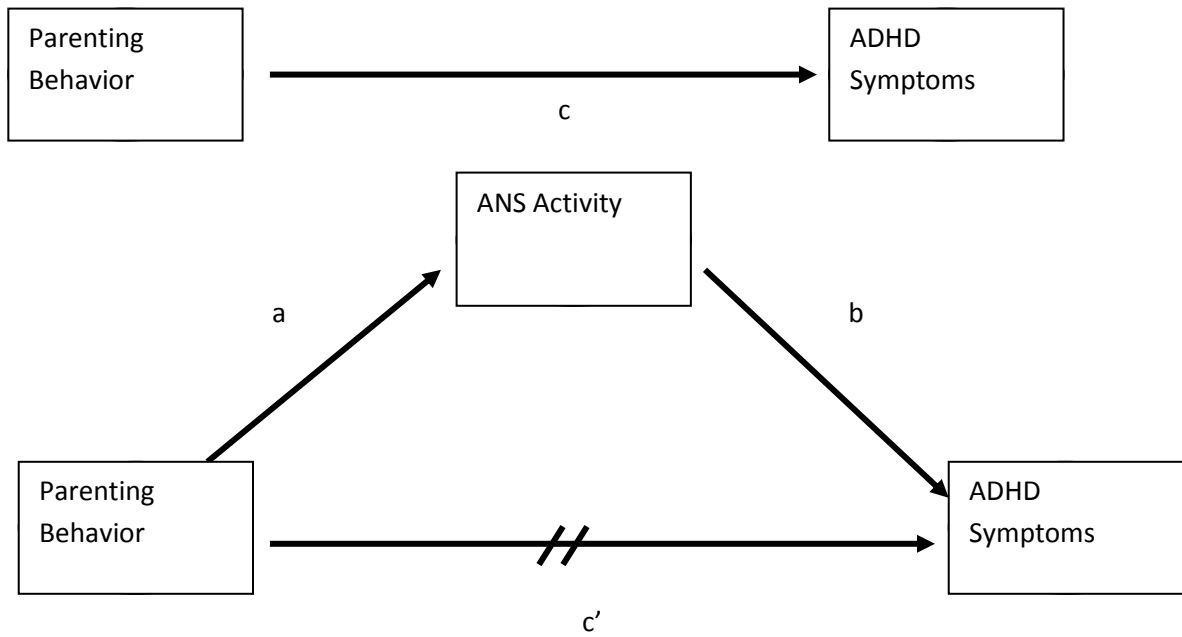 Parenting
Behavior
ADHD
Symptoms
c
ANS Activity
a
b
Parenting
Behavior
ADHD
Symptoms
c’